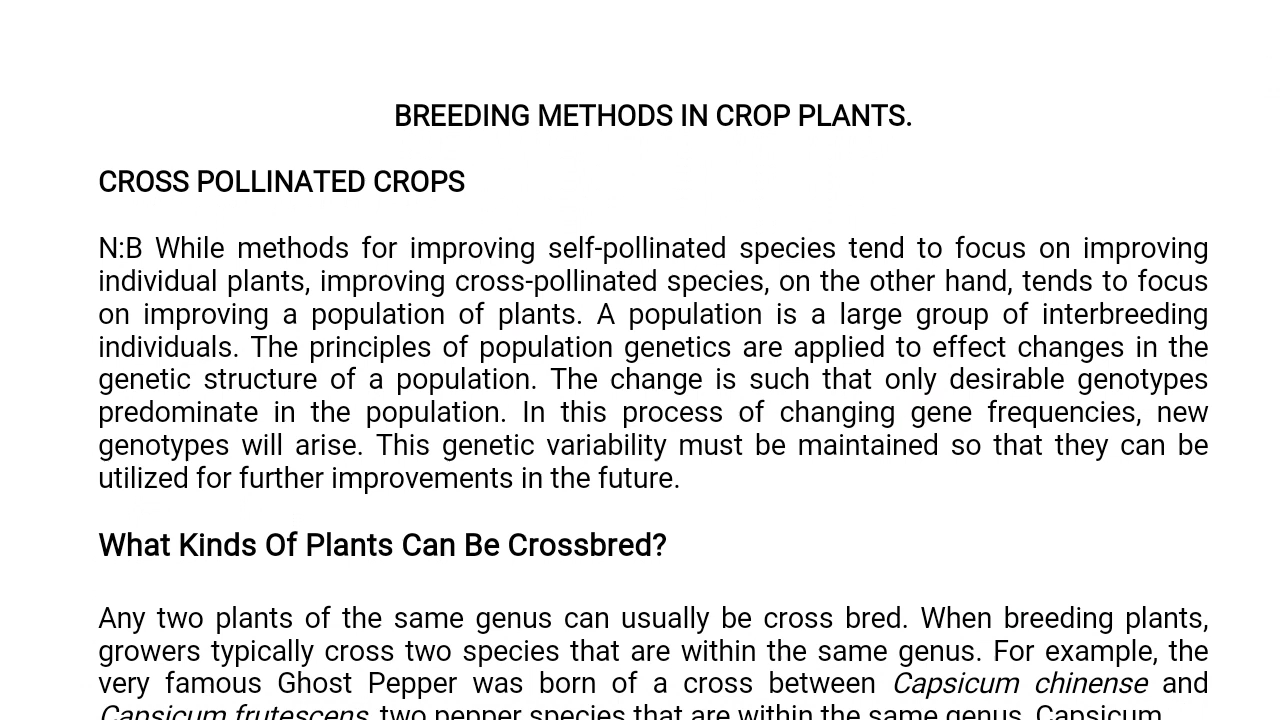 BREEDING METHODS IN CROP PLANTS.
CROSS POLLINATED CROPS
N:B While methods for improving self-pollinated species tend to focus on improving
individual plants, improving cross-pollinated species, on the other hand, tends to focus
on improving a population of plants. A population is a large group of interbreeding
individuals. The principles of population genetics are applied to effect changes in the
genetic structure of a population. The change is such that only desirable genotypes
predominate in the population. In this process of changing gene frequencies, new
genotypes will arise. This genetic variability must be maintained so that they can be
utilized for further improvements in the future.
What Kinds Of Plants Can Be Crossbred?
Any two plants of the same genus can usually be cross bred. When breeding plants,
growers typically cross two species that are within the same genus. For example, the
very famous Ghost Pepper was born of a cross between Capsicum chinense and
Capsicum frutescens, two pepper species that are within the same genus, Capsicum.